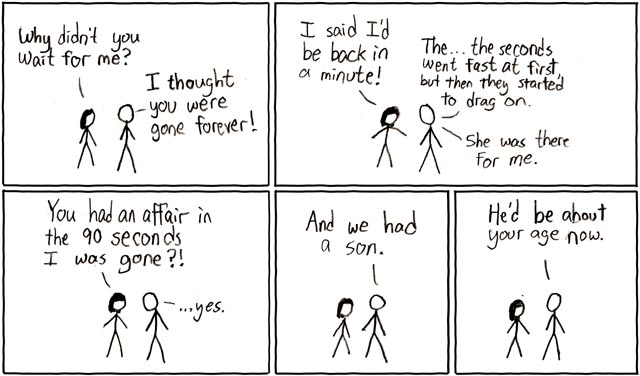 Why didn't you
wait for me?
I thought
you were
gone forever!
I said I'd
be back in
a minute!
The... the seconds
went fast at first,
but then they started
to drag on.
She was there
for me.
You had an affair in
the 90 seconds
I was gone?!
...yes.
And we had
a son.
He'd be about
your age now.